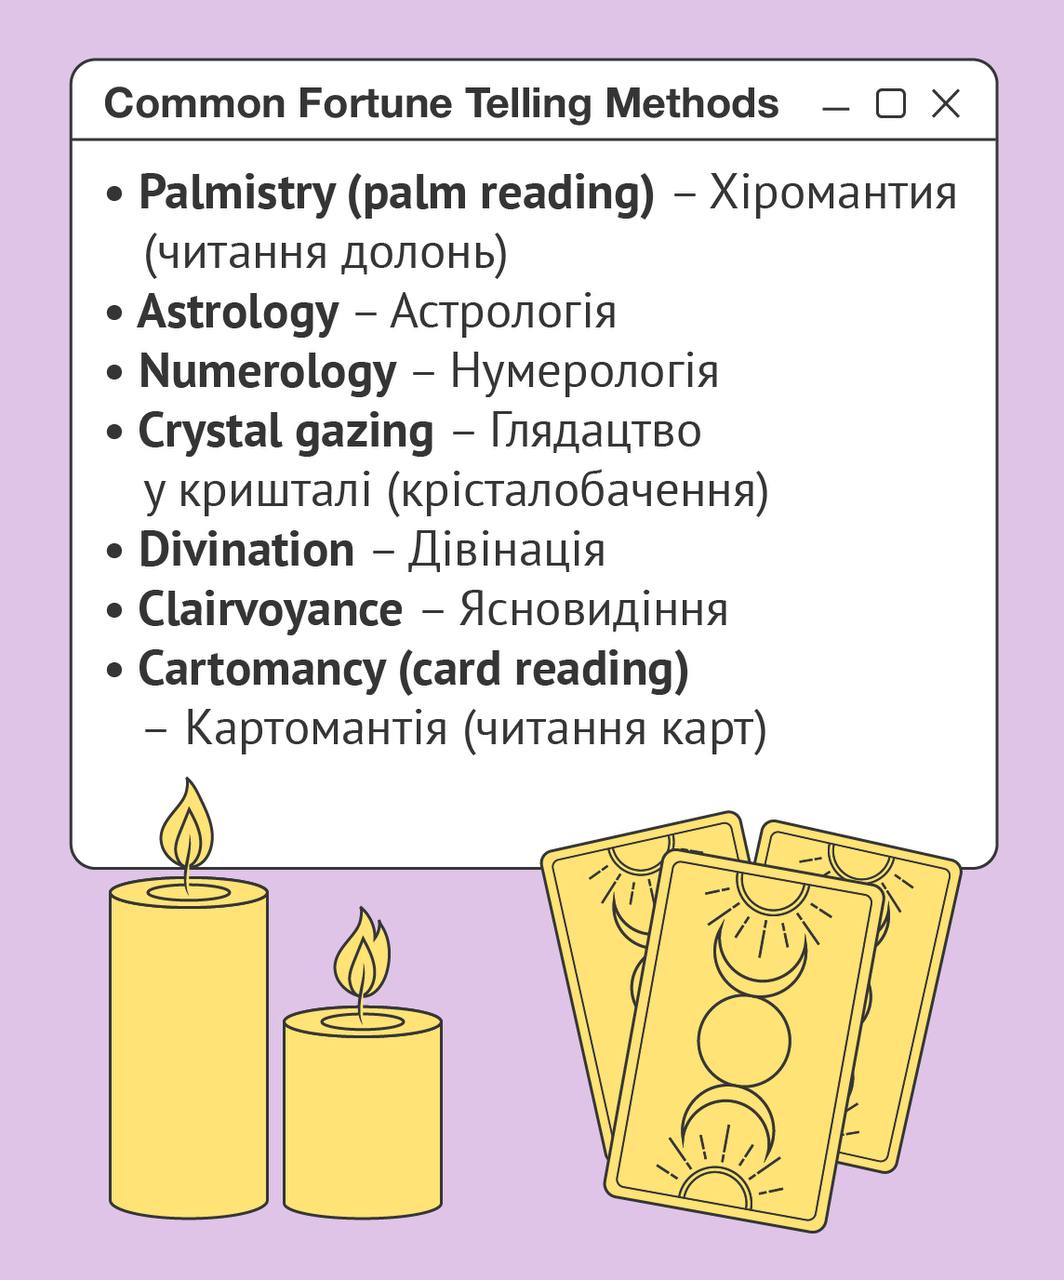 Common Fortune Telling Methods
• Palmistry (palm reading) – Хіромантия
(читання долонь)
• Astrology – Астрологія
• Numerology – Нумерологія
• Crystal gazing – Глядацтво
у кришталі (крісталобачення)
• Divination – Дівінація
• Clairvoyance – Ясновидіння
• Cartomancy (card reading)
– Картомантія (читання карт)